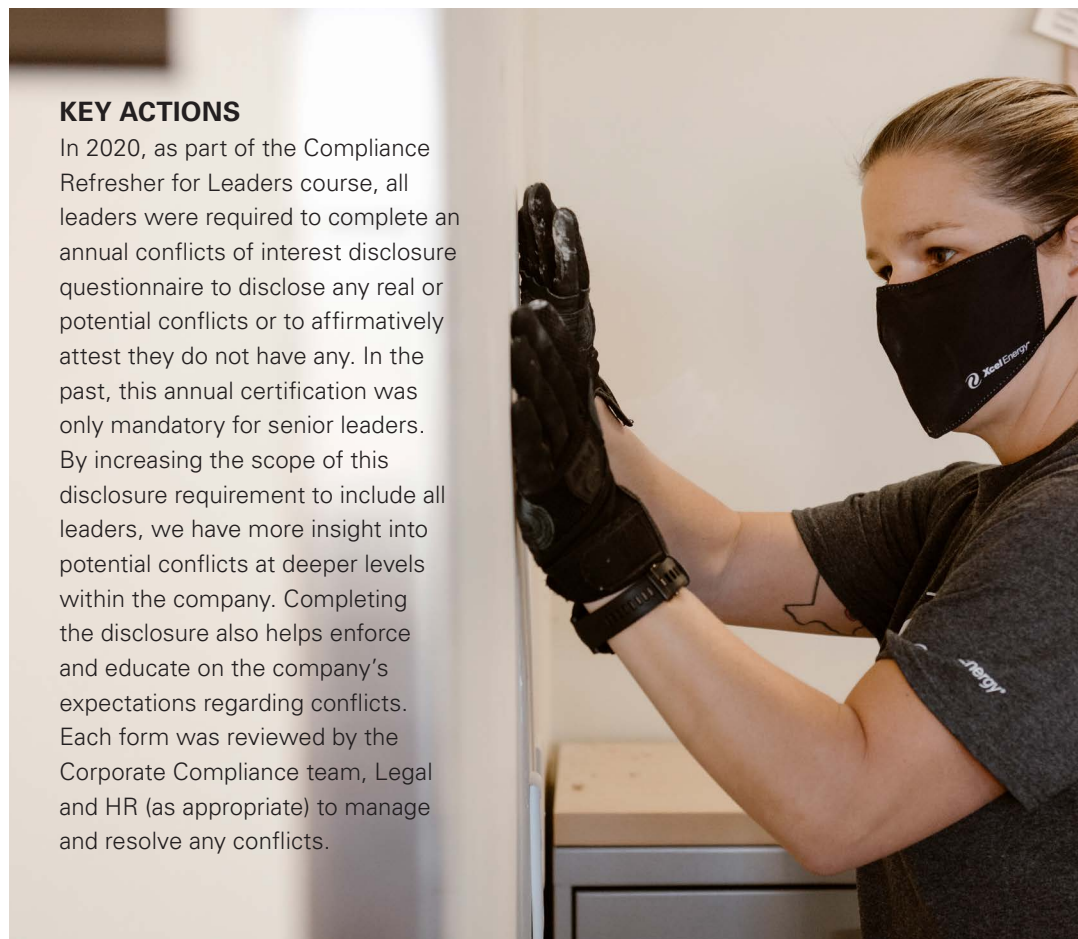 KEY ACTIONS
In 2020, as part of the Compliance
Refresher for Leaders course, all
leaders were required to complete an
annual conflicts of interest disclosure
questionnaire to disclose any real or
potential conflicts or to affirmatively
attest they do not have any. In the
past, this annual certification was
only mandatory for senior leaders.
By increasing the scope of this
disclosure requirement to include all
leaders, we have more insight into
potential conflicts at deeper levels
within the company. Completing
the disclosure also helps enforce
and educate on the company’s
expectations regarding conflicts.
Each form was reviewed by the
Corporate Compliance team, Legal
and HR (as appropriate) to manage
and resolve any conflicts.
Xcel Energy